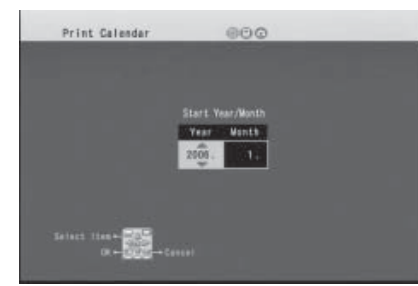 Print Calendar
Start Year/Month
Year Month
2006. 1.
Select Item
OK Cancel